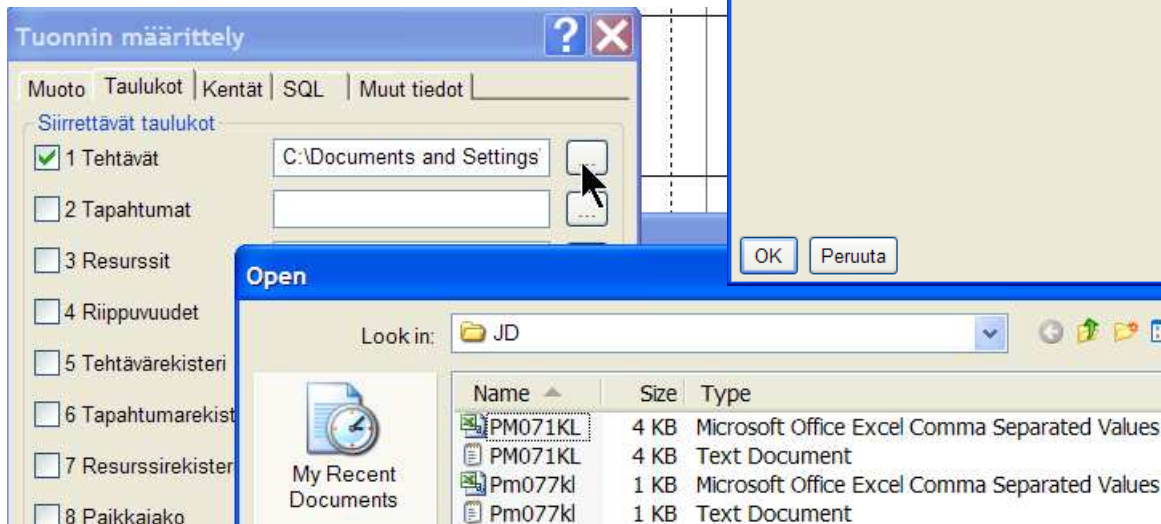 Tuonnin määrittely
Muoto Taulukot Kentät SQL Muut tiedot
Siirrettävät taulukot
1 Tehtävät C:\Documents and Settings' ...
2 Tapahtumat ...
3 Resurssit
4 Riippuvuudet
5 Tehtävärekisteri
6 Tapahtumarekist
7 Resurssirekister
8 Paikkajako
OK Peruuta
Open
Look in: JD
My Recent
Documents
Name Size Type
PM071KL 4 KB Microsoft Office Excel Comma Separated Values
PM071KL 4 KB Text Document
Pm077kl 1 KB Microsoft Office Excel Comma Separated Values
Pm077kl 1 KB Text Document